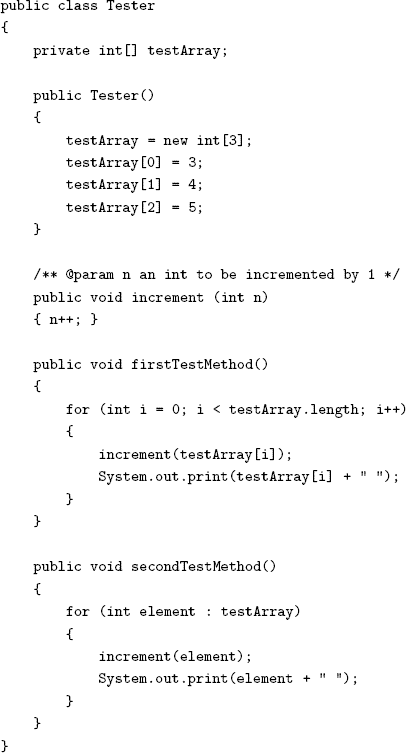 public class Tester
{
    private int[] testArray;

    public Tester()
    {
        testArray = new int[3];
        testArray[0] = 3;
        testArray[1] = 4;
        testArray[2] = 5;
    }

    /** @param n an int to be incremented by 1 */
    public void increment (int n)
    { n++; }

    public void firstTestMethod()
    {
        for (int i = 0; i < testArray.length; i++)
        {
            increment(testArray[i]);
            System.out.print(testArray[i] + " ");
        }
    }

    public void secondTestMethod()
    {
        for (int element : testArray)
        {
            increment(element);
            System.out.print(element + " ");
        }
    }
}